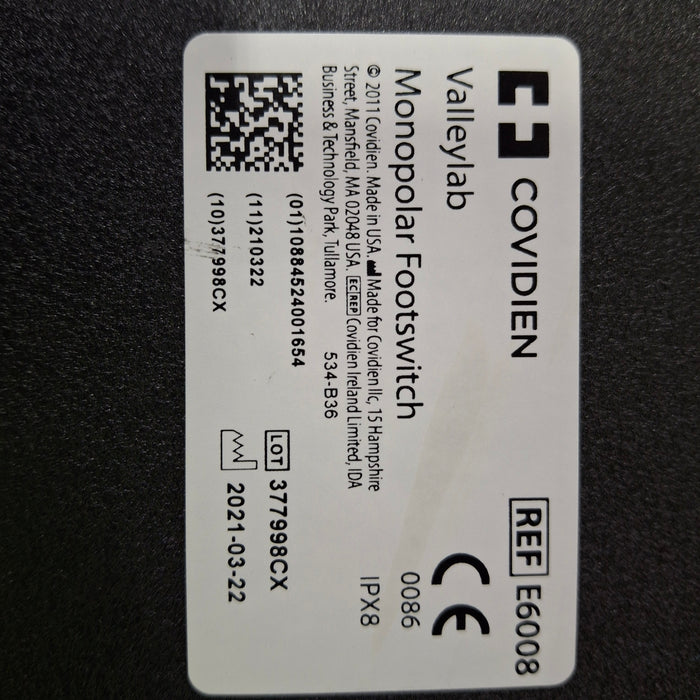 COVIDIEN
REF E6008
Valleylab
Monopolar Footswitch
CE
0086
© 2011 Covidien. Made in USA. Made for Covidien llc, 15 Hampshire
Street, Mansfield, MA 02048 USA. EC REP Covidien Ireland Limited, IDA
Business & Technology Park, Tullamore. 534-B36
IPX8
(01)10884524001654
(11)210322
(10)377998CX
LOT 377998CX
2021-03-22